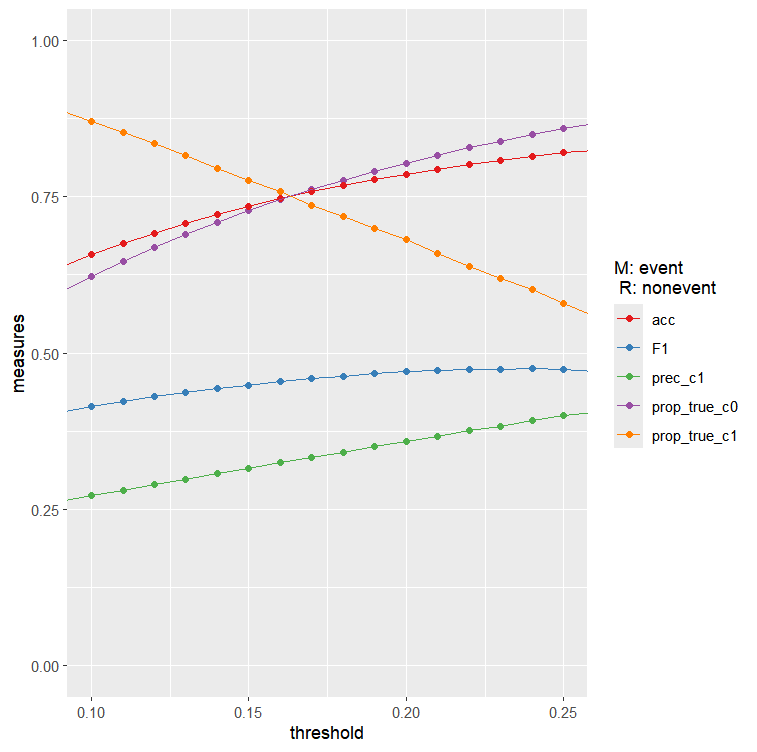 1.00
0.75
0.50
0.25
0.00
measures
0.10
0.15
0.20
0.25
threshold
M: event
R: nonevent
acc
F1
prec_c1
prop_true_c0
prop_true_c1